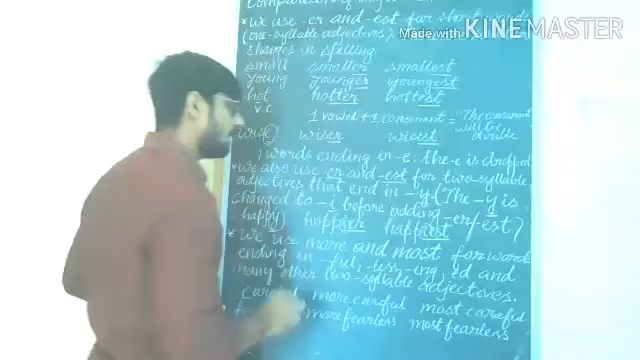 Comparison of
* We use -er and -est for short
(one-syllable adjectives).
Made with KINEMASTER
changes in spelling.
small smaller smallest
young younger youngest
hot hotter hottest
v.c
1 vowel + 1 consonant = "The consonant
will be
double
wise wiser wisest
words ending in -e: the -e is dropped
* We also use -er and -est for two-syllable
adjectives that end in -y (The -y is
changed to -i before adding -er/-est)
happy happier happiest
* We use more and most for words
ending in -ful, -less, -ing, ed and
many other two-syllable adjectives.
careful more careful most careful
more fearless most fearless